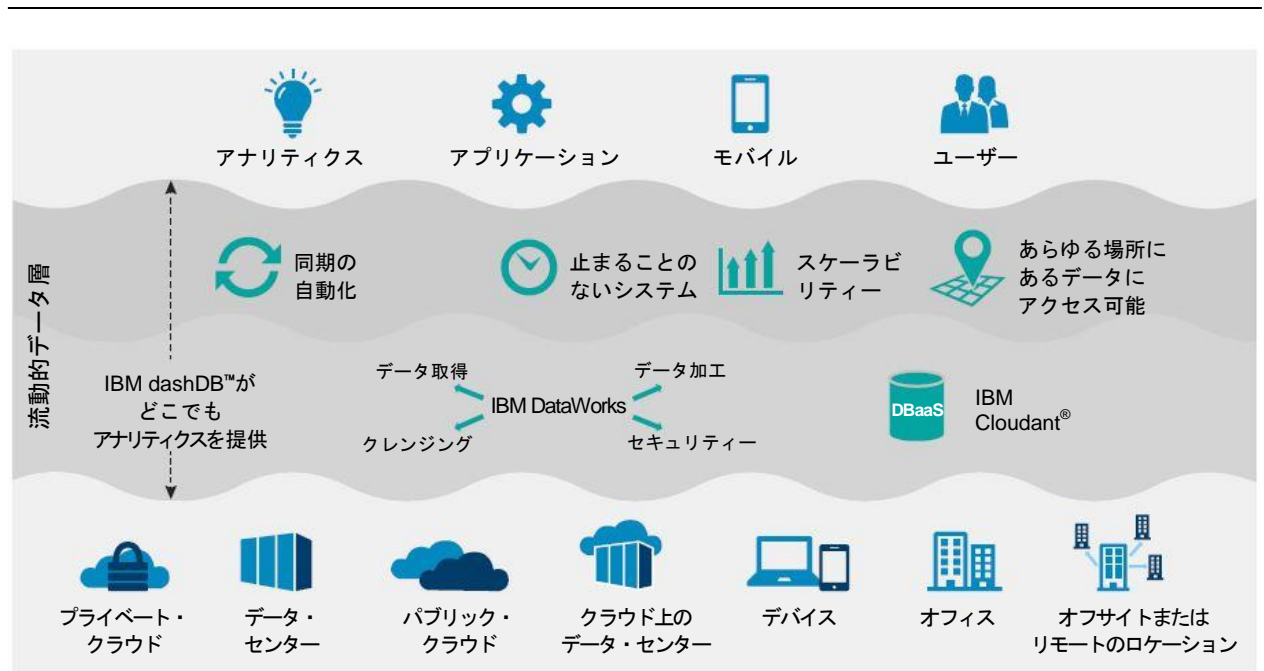 アナリティクス
アプリケーション
モバイル
ユーザー
流動的データ層
同期の
自動化
止まることの
ないシステム
スケーラビ
リティー
あらゆる場所に
あるデータに
アクセス可能
IBM dashDB™が
どこでも
アナリティクスを提供
データ取得
データ加工
IBM DataWorks
クレンジング
セキュリティー
DBaaS
IBM
Cloudant®
プライベート・
クラウド
データ・
センター
パブリック・
クラウド
クラウド上の
データ・センター
デバイス
オフィス
オフサイトまたは
リモートのロケーション